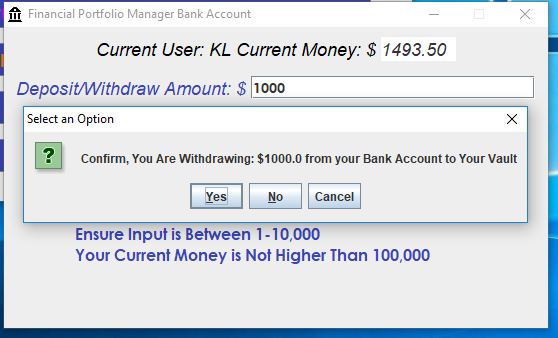 Financial Portfolio Manager Bank Account
Current User: KL Current Money: $ 1493.50
Deposit/Withdraw Amount: $ 1000
Select an Option
Confirm, You Are Withdrawing: $1000.0 from your Bank Account to Your Vault
Yes No Cancel
Ensure Input is Between 1-10,000
Your Current Money is Not Higher Than 100,000